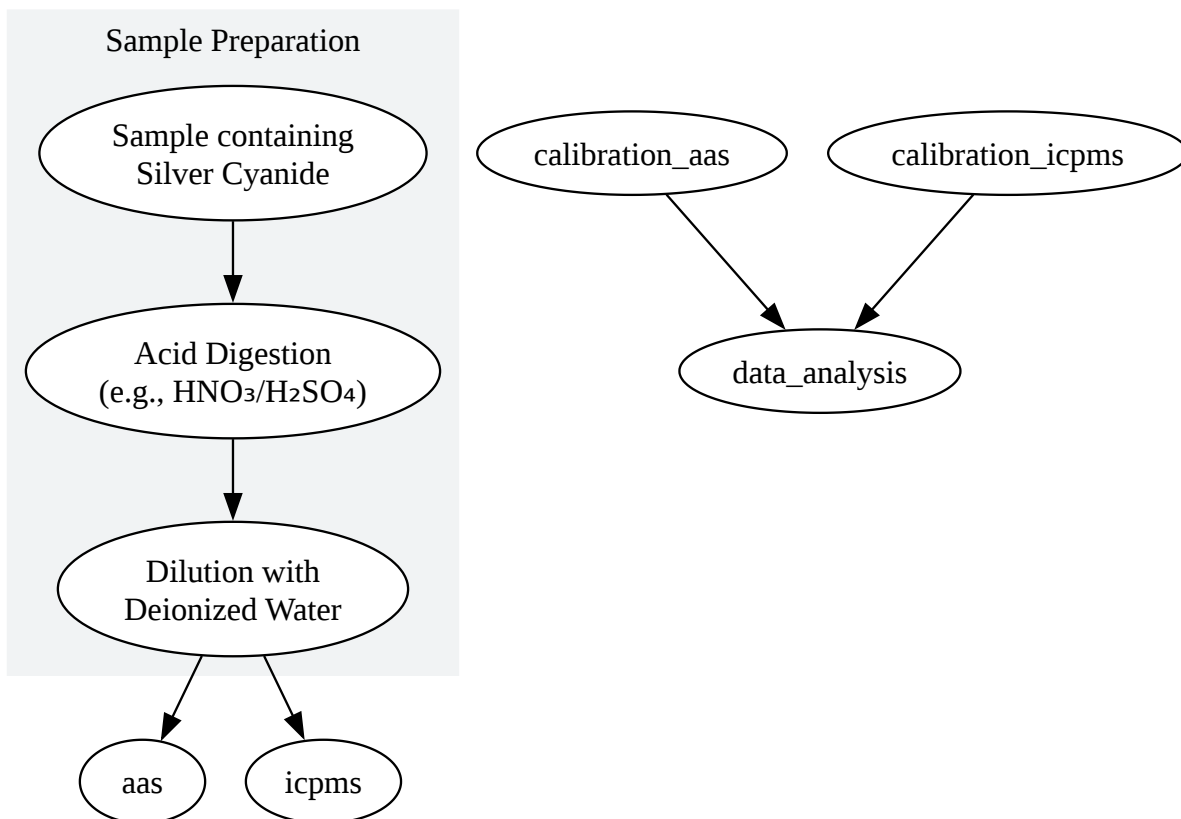 Sample Preparation
Sample containing
Silver Cyanide
Acid Digestion
(e.g., HNO₃/H₂SO₄)
Dilution with
Deionized Water
aas
icpms
calibration_aas
calibration_icpms
data_analysis